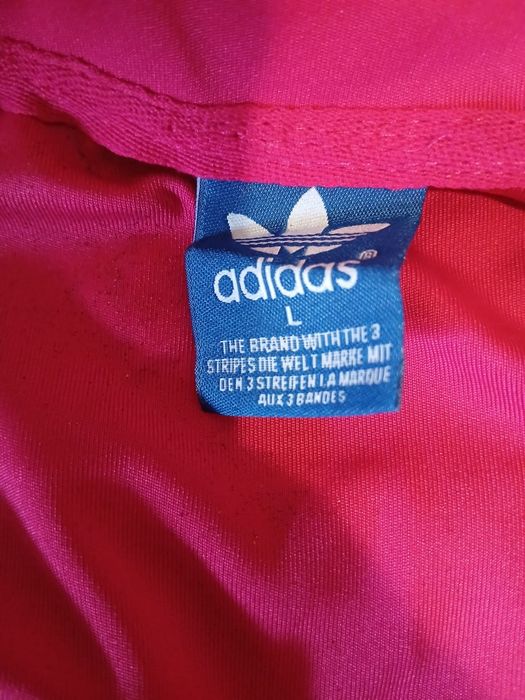 adidas®
L
THE BRAND WITH THE 3
STRIPES DIE WELT MARKE MIT
DEN 3 STREIFEN LA MARQUE
AUX 3 BANDES